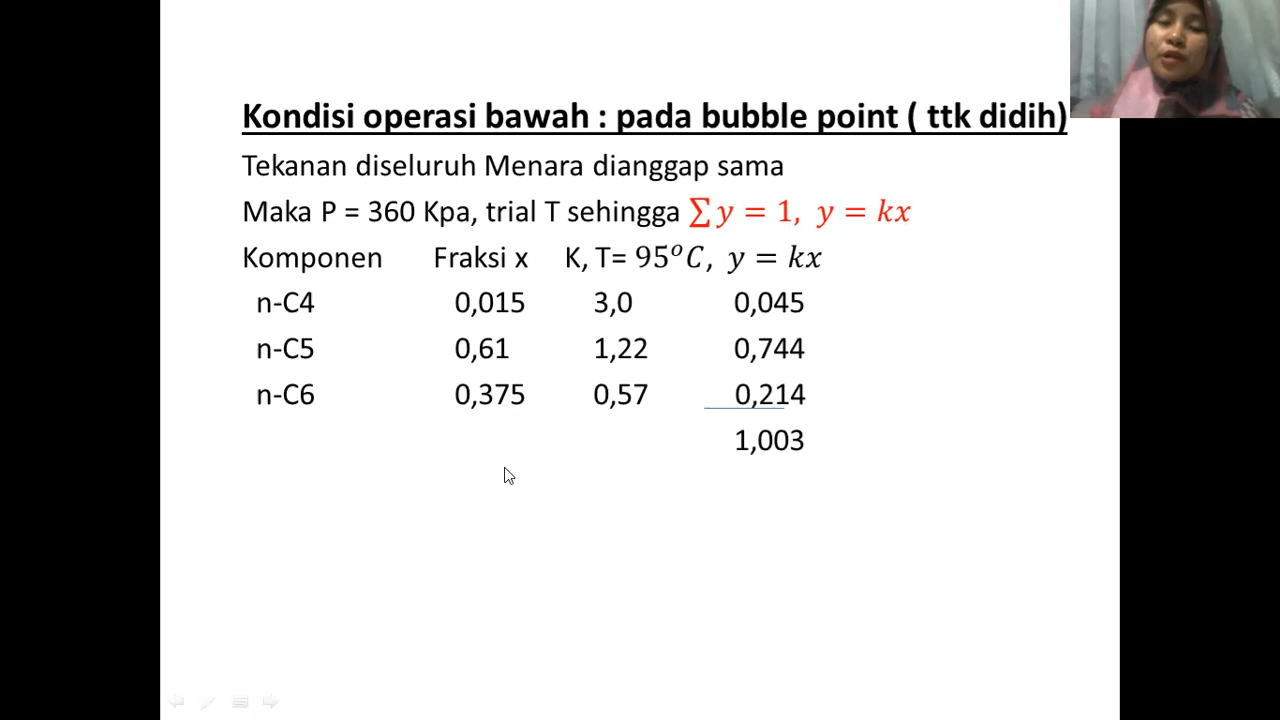 Kondisi operasi bawah : pada bubble point ( ttk didih)
Tekanan diseluruh Menara dianggap sama
Maka P = 360 Kpa, trial T sehingga ∑ y = 1, y = kx
Komponen Fraksi x K, T= 95°C, y = kx
n-C4 0,015 3,0 0,045
n-C5 0,61 1,22 0,744
n-C6 0,375 0,57 0,214
1,003